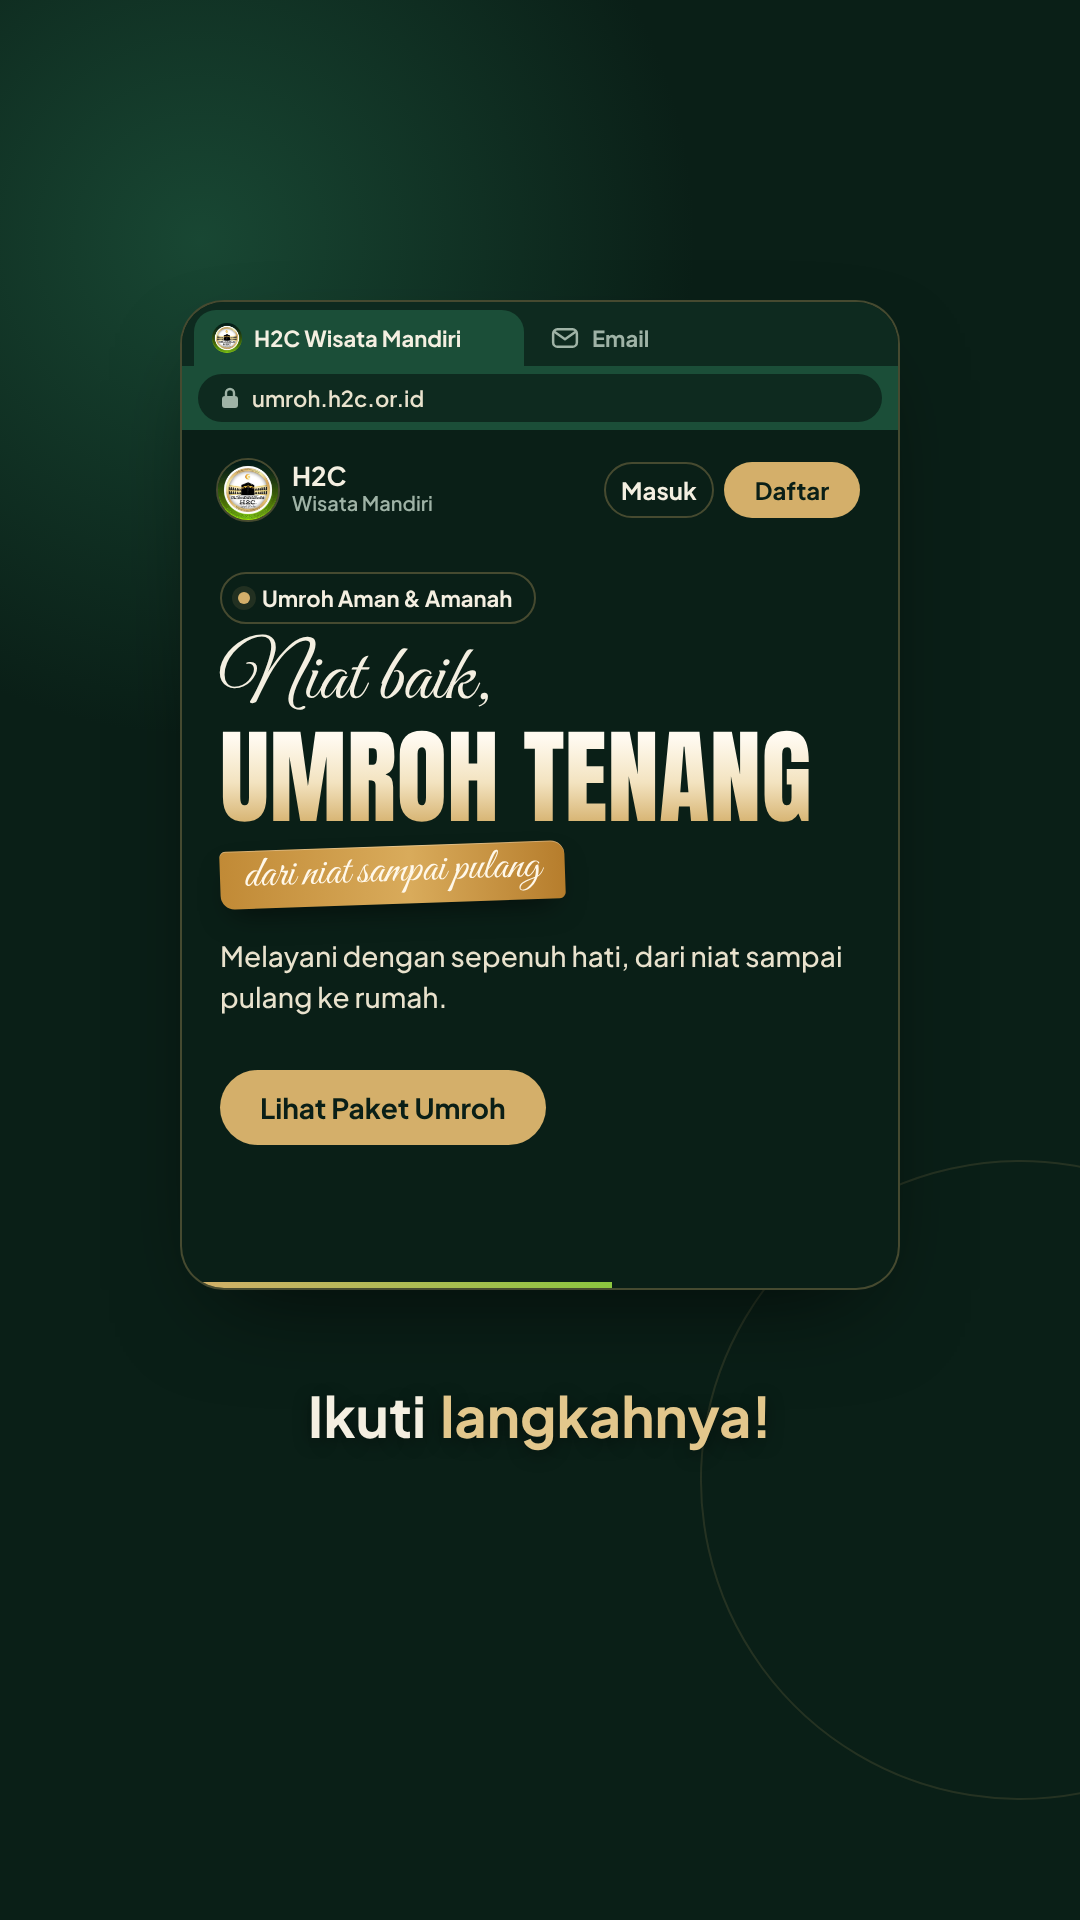 H2C Wisata Mandiri
Email
umroh.h2c.or.id
H2C
Wisata Mandiri
Masuk
Daftar
Umroh Aman & Amanah
Niat baik,
UMROH TENANG
dari niat sampai pulang
Melayani dengan sepenuh hati, dari niat sampai
pulang ke rumah.
Lihat Paket Umroh
Ikuti langkahnya!